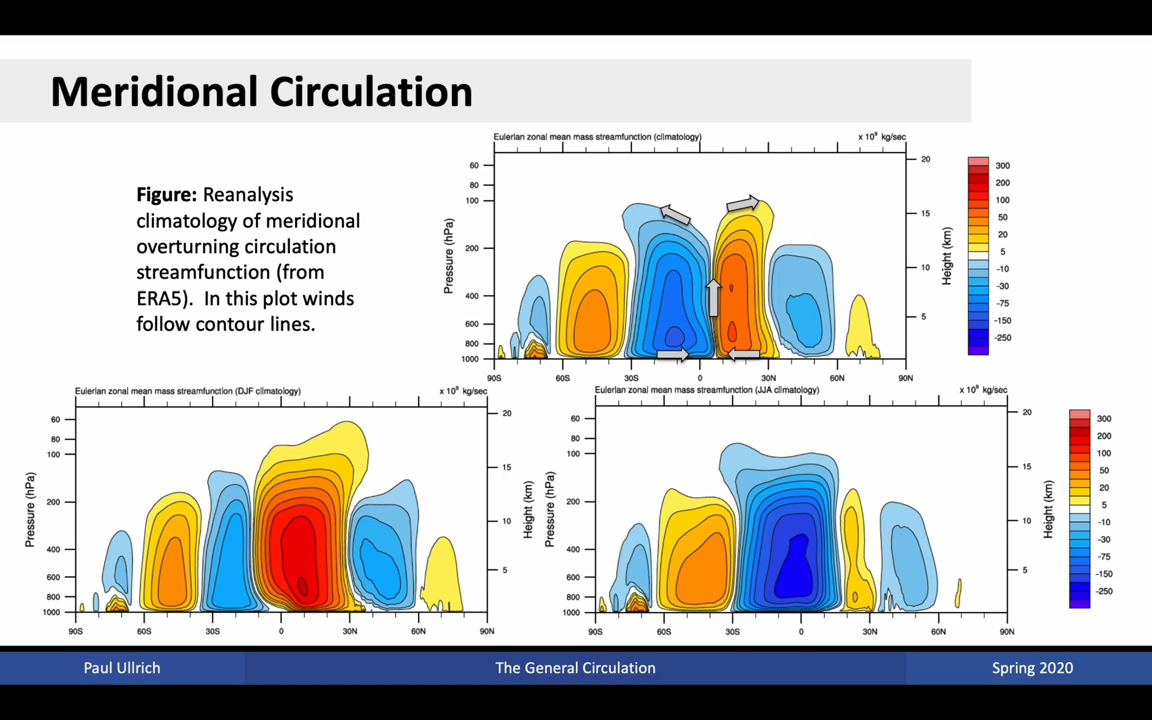 Meridional Circulation
Figure: Reanalysis
climatology of meridional
overturning circulation
streamfunction (from
ERA5). In this plot winds
follow contour lines.
Eulerian zonal mean mass streamfunction (climatology)
x 10⁹ kg/sec
Pressure (hPa)
60
80
100
200
400
600
800
1000
90S
60S
30S
0
30N
60N
90N
20
15
10
5
Height (km)
300
200
100
50
20
5
-10
-30
-75
-150
-250
Eulerian zonal mean mass streamfunction (DJF climatology)
x 10⁹ kg/sec
Pressure (hPa)
60
80
100
200
400
600
800
1000
90S
60S
30S
0
30N
60N
90N
20
15
10
5
Height (km)
Eulerian zonal mean mass streamfunction (JJA climatology)
x 10⁹ kg/sec
Pressure (hPa)
60
80
100
200
400
600
800
1000
90S
60S
30S
0
30N
60N
90N
20
15
10
5
Height (km)
300
200
100
50
20
5
-10
-30
-75
-150
-250
Paul Ullrich
The General Circulation
Spring 2020